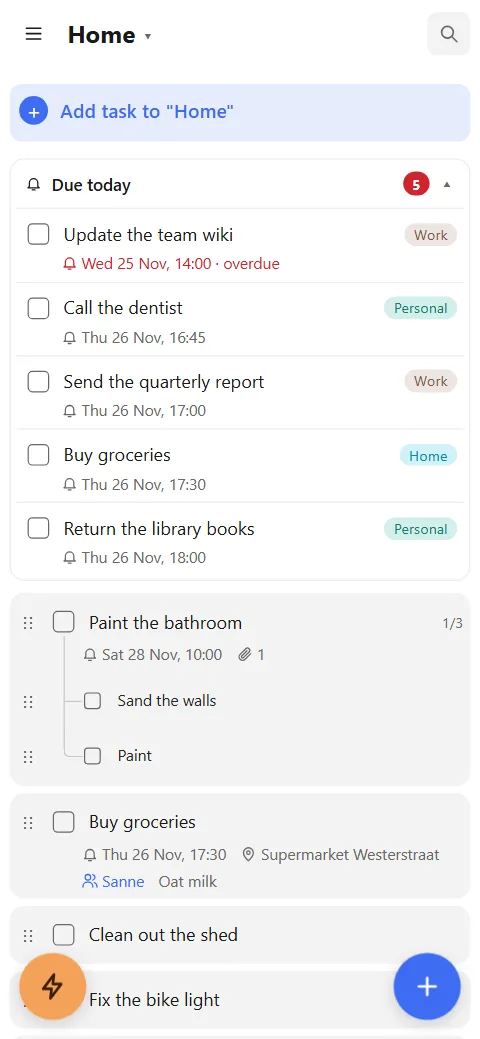 Home
Add task to "Home"
Due today 5
Update the team wiki Work
Wed 25 Nov, 14:00 · overdue
Call the dentist Personal
Thu 26 Nov, 16:45
Send the quarterly report Work
Thu 26 Nov, 17:00
Buy groceries Home
Thu 26 Nov, 17:30
Return the library books Personal
Thu 26 Nov, 18:00
Paint the bathroom 1/3
Sat 28 Nov, 10:00 1
Sand the walls
Paint
Buy groceries
Thu 26 Nov, 17:30 Supermarket Westerstraat
Sanne Oat milk
Clean out the shed
Fix the bike light